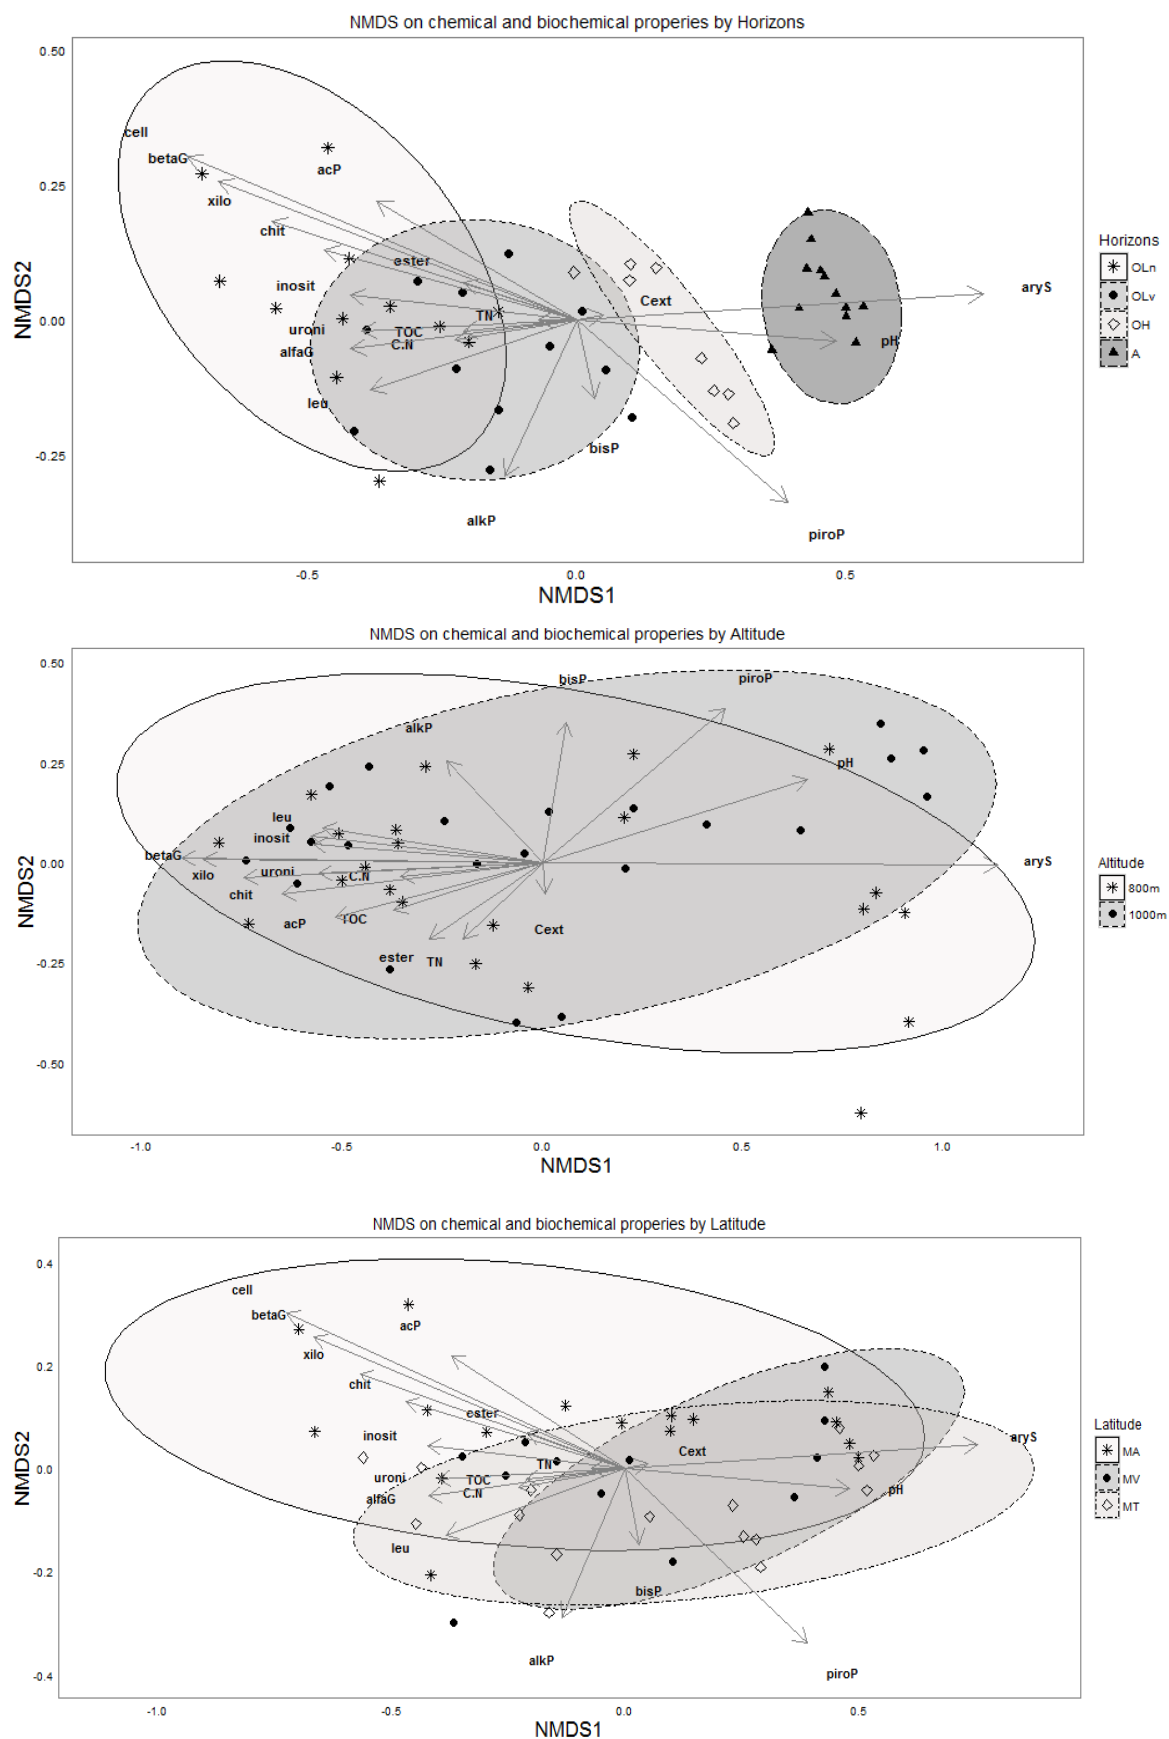 NMDS on chemical and biochemical properies by Horizons
0.50
cell
betaG
acP
0.25
xilo
chit
Horizons
OLn
ester
NMDS2
inosit
Cext
aryS
OLv
TN
0.00
uroni
TOC
OH
C.N
pH
alfaG
A
leu
bisP
-0.25
alkP
piroP
-0.5
0.0
0.5
NMDS1
NMDS on chemical and biochemical properies by Altitude
0.50
bisP
piroP
alkP
0.25
pH
leu
inosit
NMDS2
betaG
0.00
aryS
Altitude
xilo
uroni
C.N
800m
chit
acP
TOC
1000m
Cext
ester
TN
-0.25
-0.50
-1.0
-0.5
0.0
0.5
1.0
NMDS1
NMDS on chemical and biochemical properies by Latitude
0.4
cell
betaG
acP
0.2
xilo
chit
ester
Latitude
inosit
Cext
aryS
MA
NMDS2
TN
0.0
uroni
TOC
MV
alfaG
C.N
pH
MT
leu
bisP
-0.2
alkP
piroP
-0.4
-1.0
-0.5
0.0
0.5
NMDS1